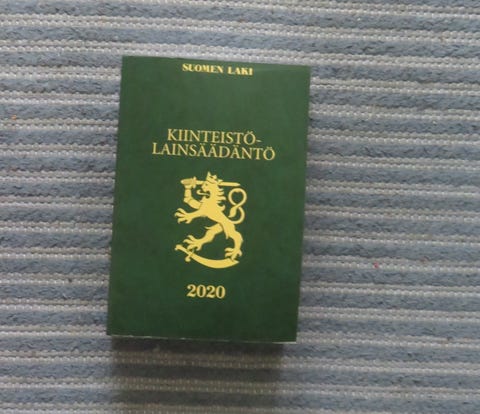 SUOMEN LAKI
KIINTEISTÖ-
LAINSÄÄDÄNTÖ
2020